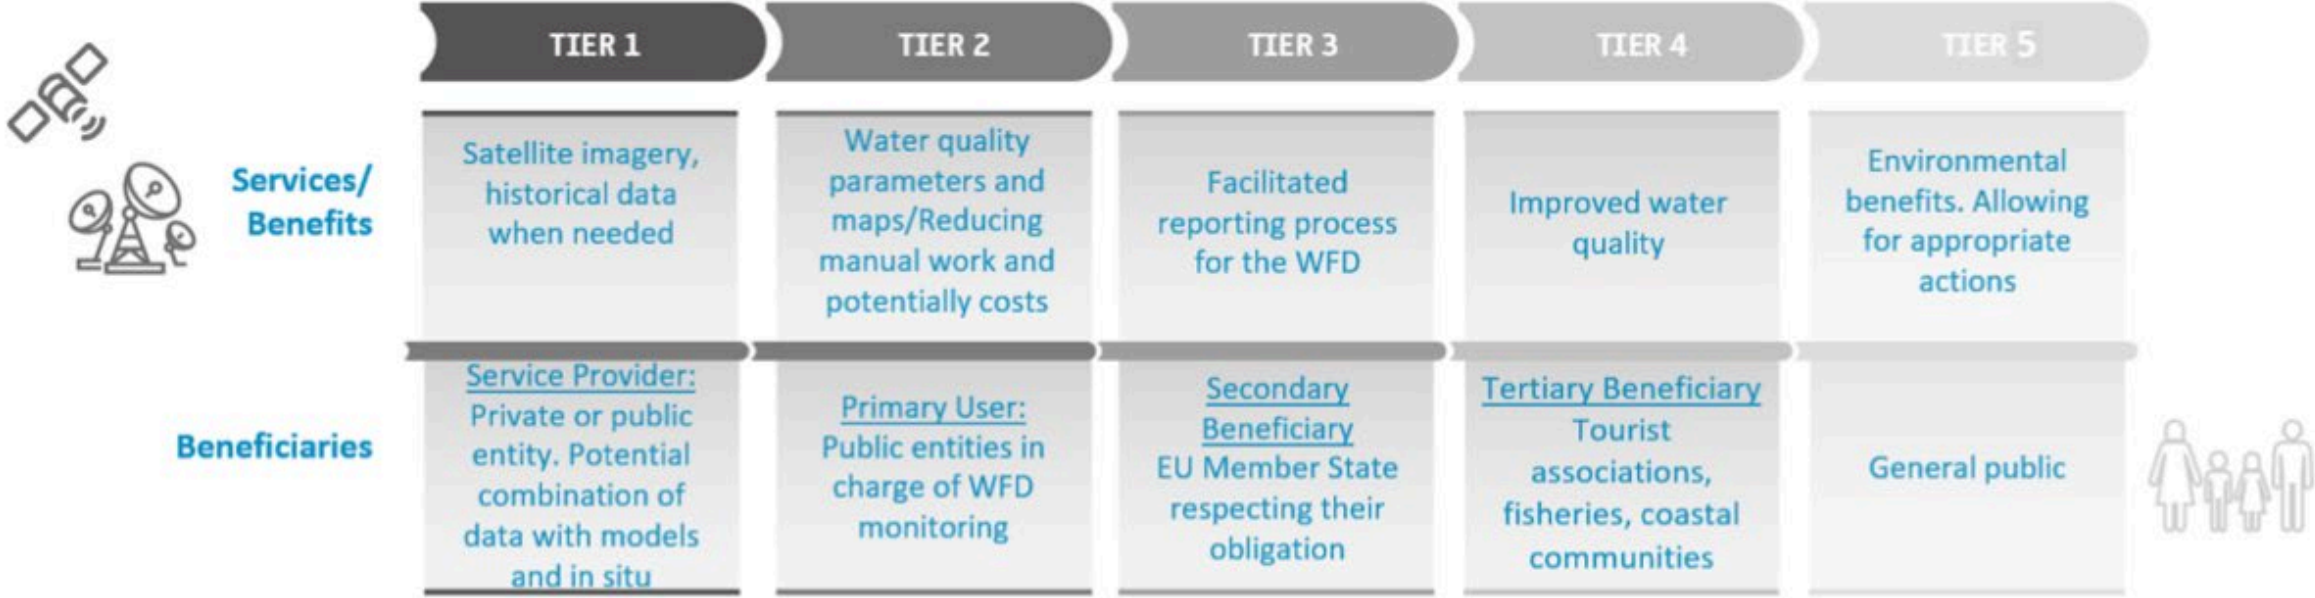 TIER 1
TIER 2
TIER 3
TIER 4
TIER 5
Services/
Benefits
Satellite imagery,
historical data
when needed
Water quality
parameters and
maps/Reducing
manual work and
potentially costs
Facilitated
reporting process
for the WFD
Improved water
quality
Environmental
benefits. Allowing
for appropriate
actions
Beneficiaries
Service Provider:
Private or public
entity. Potential
combination of
data with models
and in situ
Primary User:
Public entities in
charge of WFD
monitoring
Secondary
Beneficiary
EU Member State
respecting their
obligation
Tertiary Beneficiary
Tourist
associations,
fisheries, coastal
communities
General public